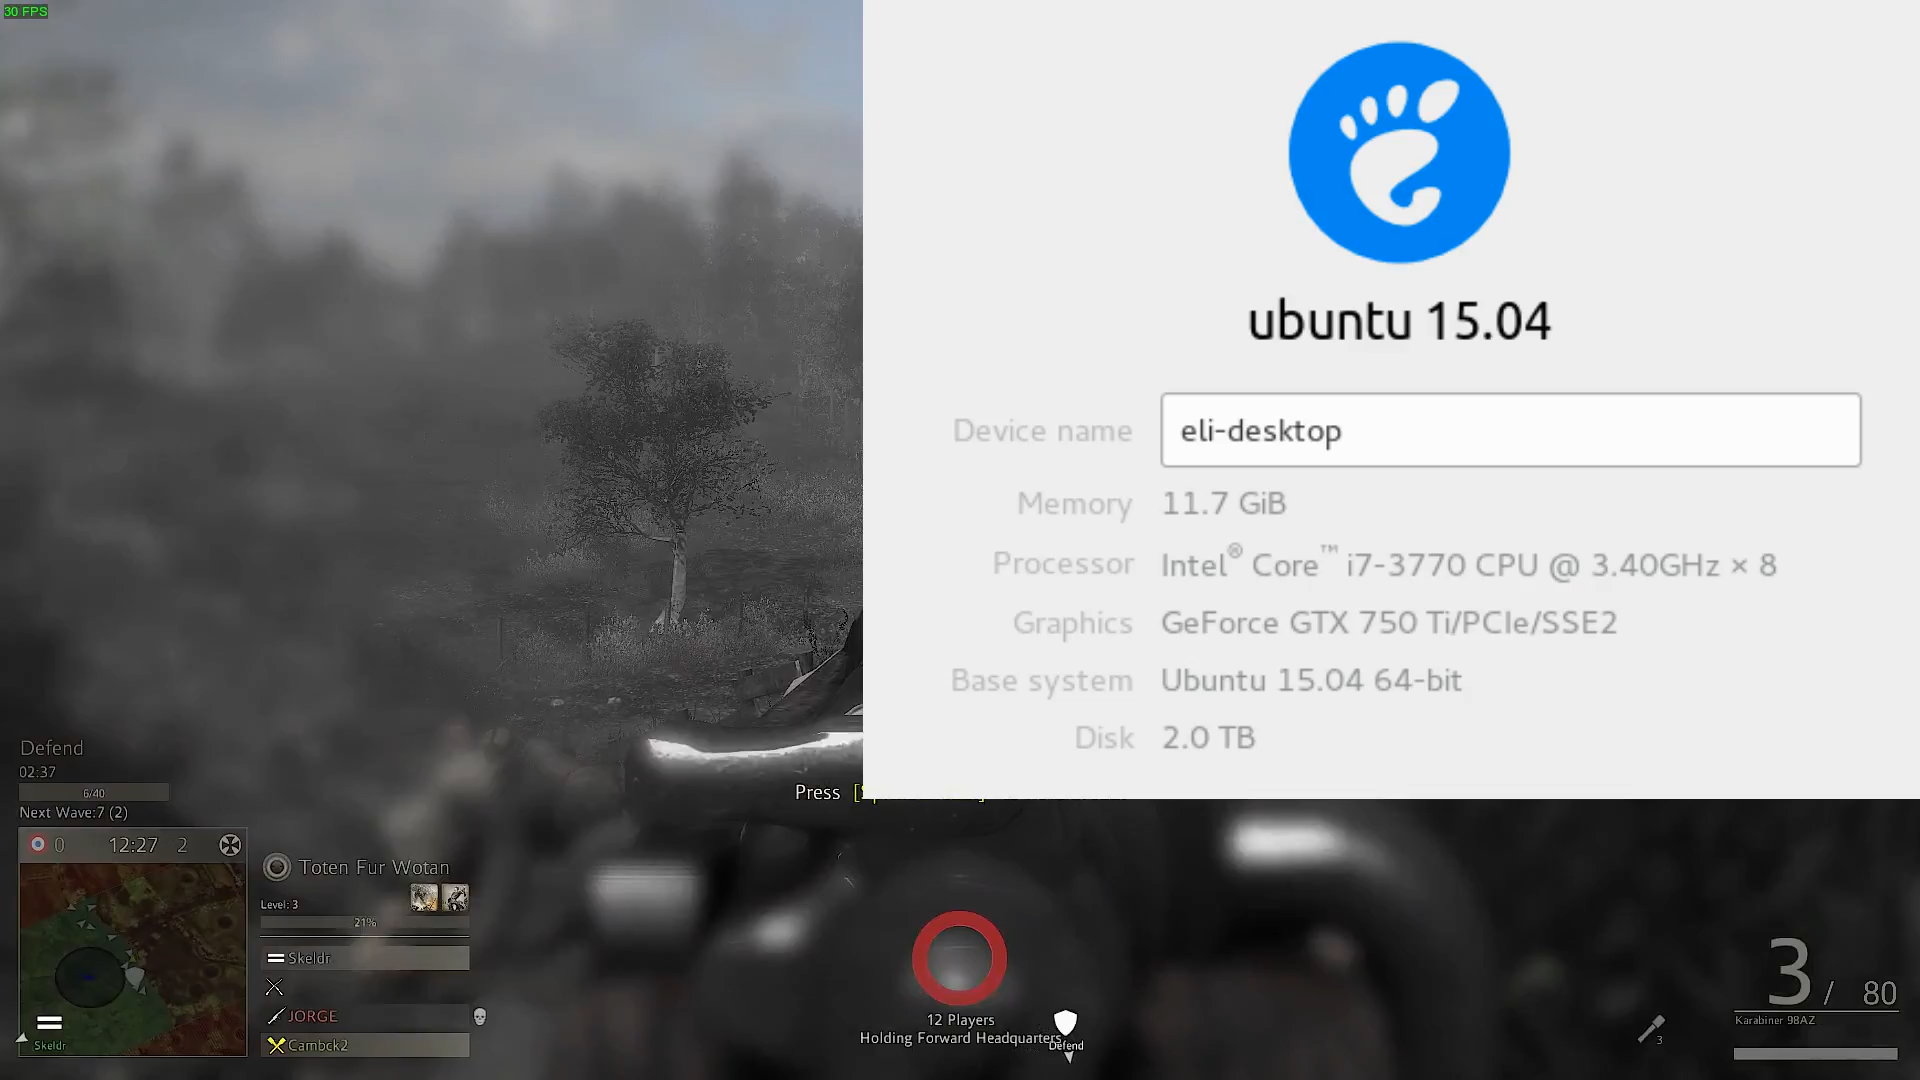 30 FPS
ubuntu 15.04
Device name eli-desktop
Memory 11.7 GiB
Processor Intel® Core™ i7-3770 CPU @ 3.40GHz × 8
Graphics GeForce GTX 750 Ti/PCIe/SSE2
Base system Ubuntu 15.04 64-bit
Disk 2.0 TB
Defend
02:37
6/40
Next Wave:7 (2)
Press [
0 12:27 2
Skeldr
Toten Fur Wotan
Level: 3
21%
Skeldr
JORGE
Cambck2
12 Players
Holding Forward Headquarters
Defend
3
3 / 80
Karabiner 98AZ